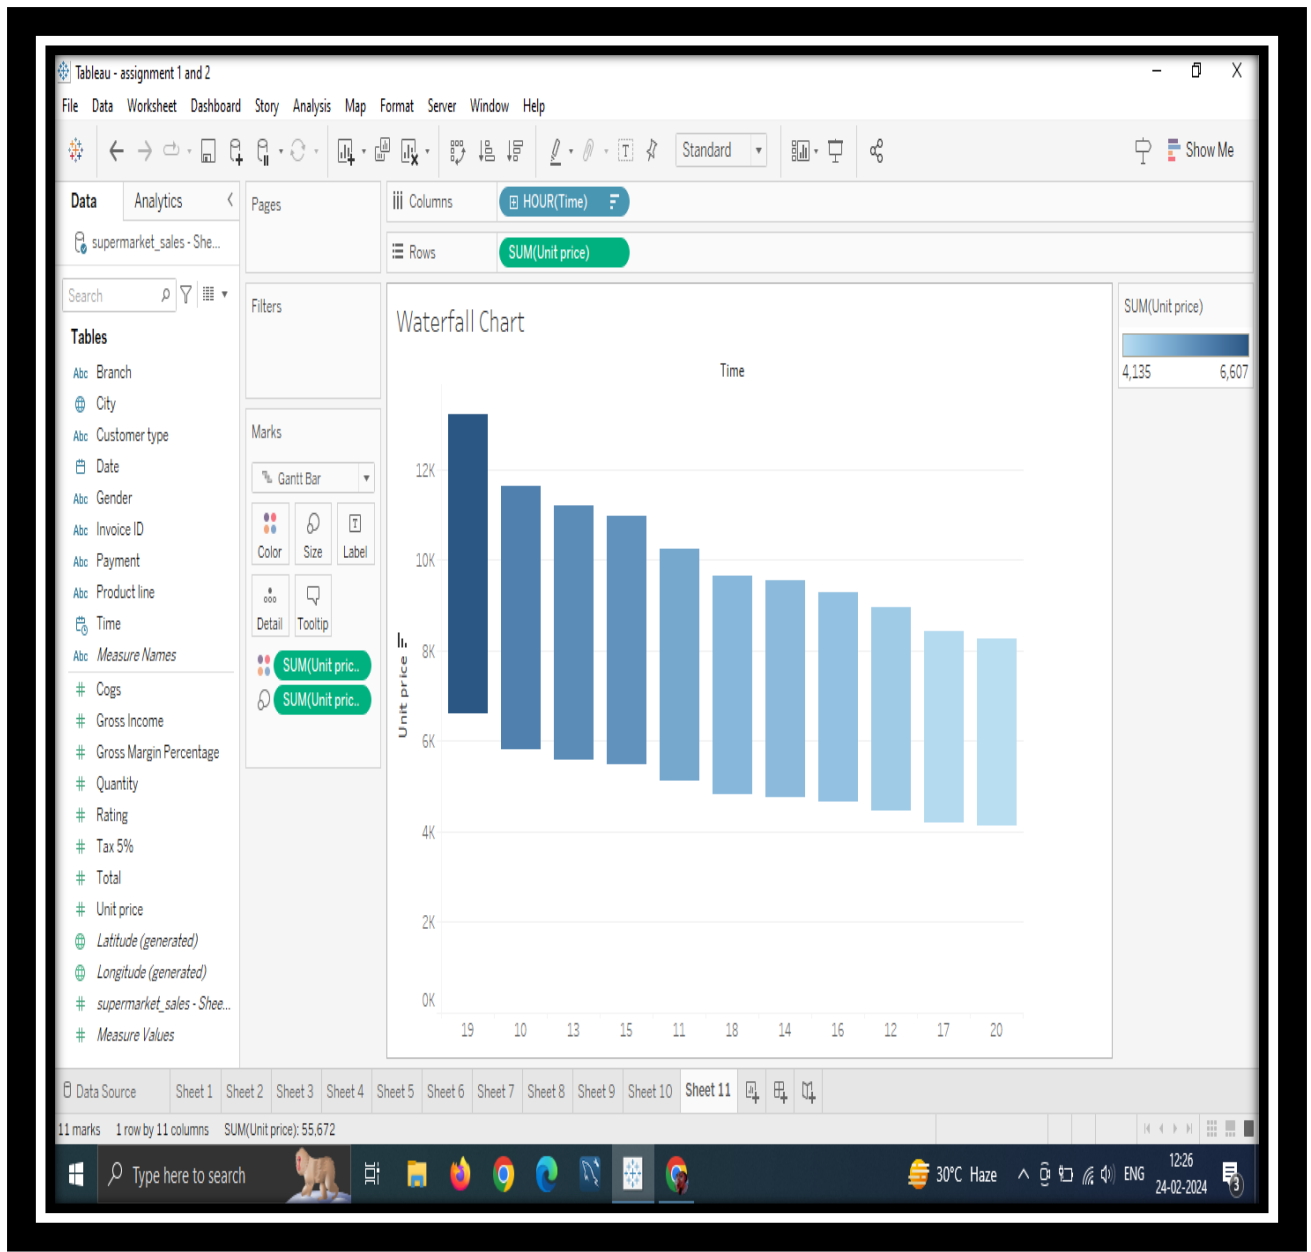 Tableau - assignment 1 and 2
File Data Worksheet Dashboard Story Analysis Map Format Server Window Help
Standard
Show Me
Data Analytics
supermarket_sales - She...
Search
Tables
Abc Branch
City
Abc Customer type
Date
Abc Gender
Abc Invoice ID
Abc Payment
Abc Product line
Time
Abc Measure Names
# Cogs
# Gross Income
# Gross Margin Percentage
# Quantity
# Rating
# Tax 5%
# Total
# Unit price
Latitude (generated)
Longitude (generated)
# supermarket_sales - Shee...
# Measure Values
Pages
Filters
Marks
Gantt Bar
Color Size Label
Detail Tooltip
SUM(Unit pric..
SUM(Unit pric..
Columns HOUR(Time)
Rows SUM(Unit price)
Waterfall Chart
Time
Unit price
12K
10K
8K
6K
4K
2K
0K
19 10 13 15 11 18 14 16 12 17 20
SUM(Unit price)
4,135 6,607
Data Source Sheet 1 Sheet 2 Sheet 3 Sheet 4 Sheet 5 Sheet 6 Sheet 7 Sheet 8 Sheet 9 Sheet 10 Sheet 11
11 marks 1 row by 11 columns SUM(Unit price): 55,672
Type here to search
30°C Haze
ENG
12:26
24-02-2024
3